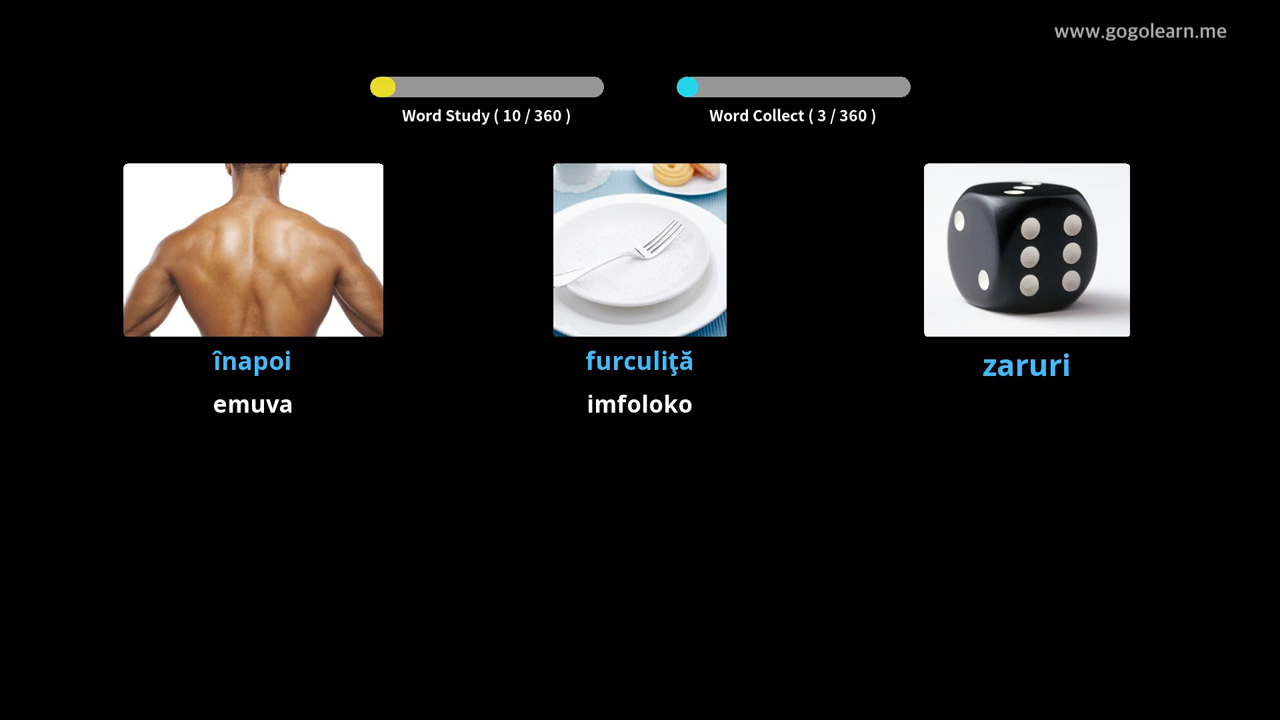 www.gogolearn.me
Word Study ( 10 / 360 )
Word Collect ( 3 / 360 )
înapoi
emuva
furculiţă
imfoloko
zaruri